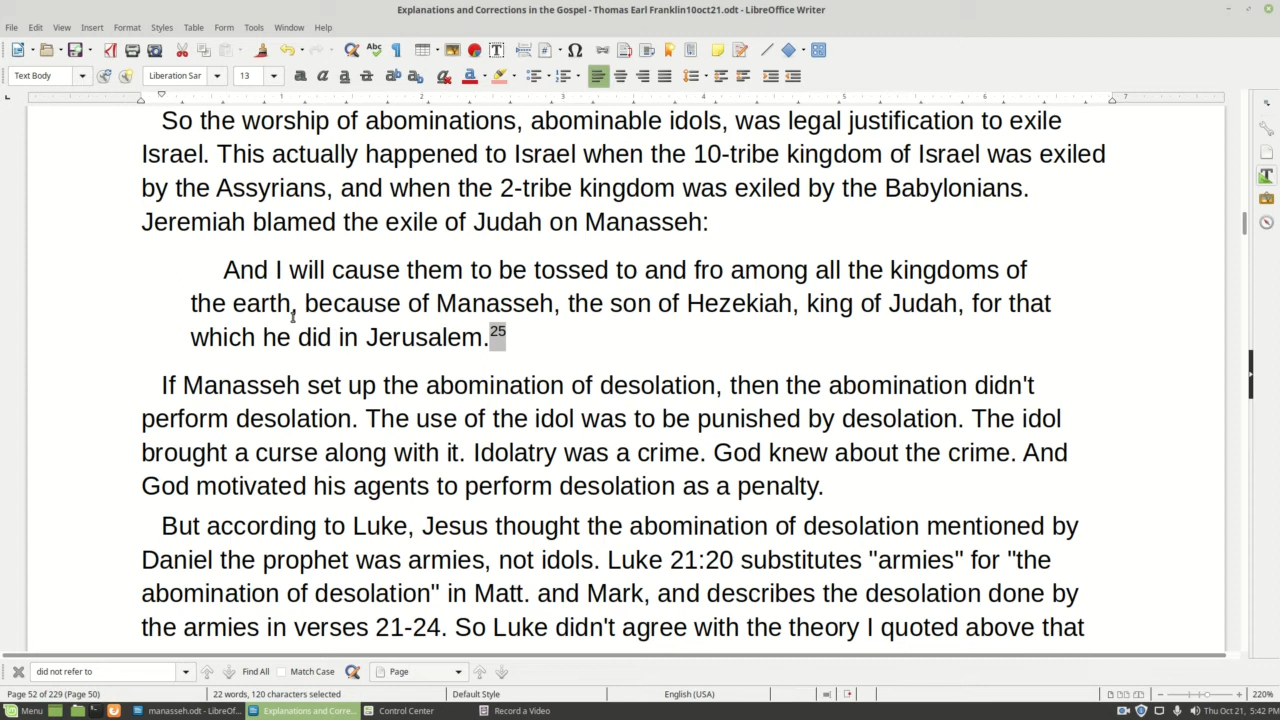 Explanations and Corrections in the Gospel - Thomas Earl Franklin10oct21.odt - LibreOffice Writer
File Edit View Insert Format Styles Table Form Tools Window Help
Text Body Liberation Sar 13
1 2 3 4 5 6 7
So the worship of abominations, abominable idols, was legal justification to exile
Israel. This actually happened to Israel when the 10-tribe kingdom of Israel was exiled
by the Assyrians, and when the 2-tribe kingdom was exiled by the Babylonians.
Jeremiah blamed the exile of Judah on Manasseh:
And I will cause them to be tossed to and fro among all the kingdoms of
the earth, because of Manasseh, the son of Hezekiah, king of Judah, for that
which he did in Jerusalem.25
If Manasseh set up the abomination of desolation, then the abomination didn't
perform desolation. The use of the idol was to be punished by desolation. The idol
brought a curse along with it. Idolatry was a crime. God knew about the crime. And
God motivated his agents to perform desolation as a penalty.
But according to Luke, Jesus thought the abomination of desolation mentioned by
Daniel the prophet was armies, not idols. Luke 21:20 substitutes "armies" for "the
abomination of desolation" in Matt. and Mark, and describes the desolation done by
the armies in verses 21-24. So Luke didn't agree with the theory I quoted above that
did not refer to Find All Match Case Page
Page 52 of 229 (Page 50) 22 words, 120 characters selected Default Style English (USA) 220%
Menu manasseh.odt - LibreOf... Explanations and Corre... Control Center Record a Video Thu Oct 21, 5:42 PM